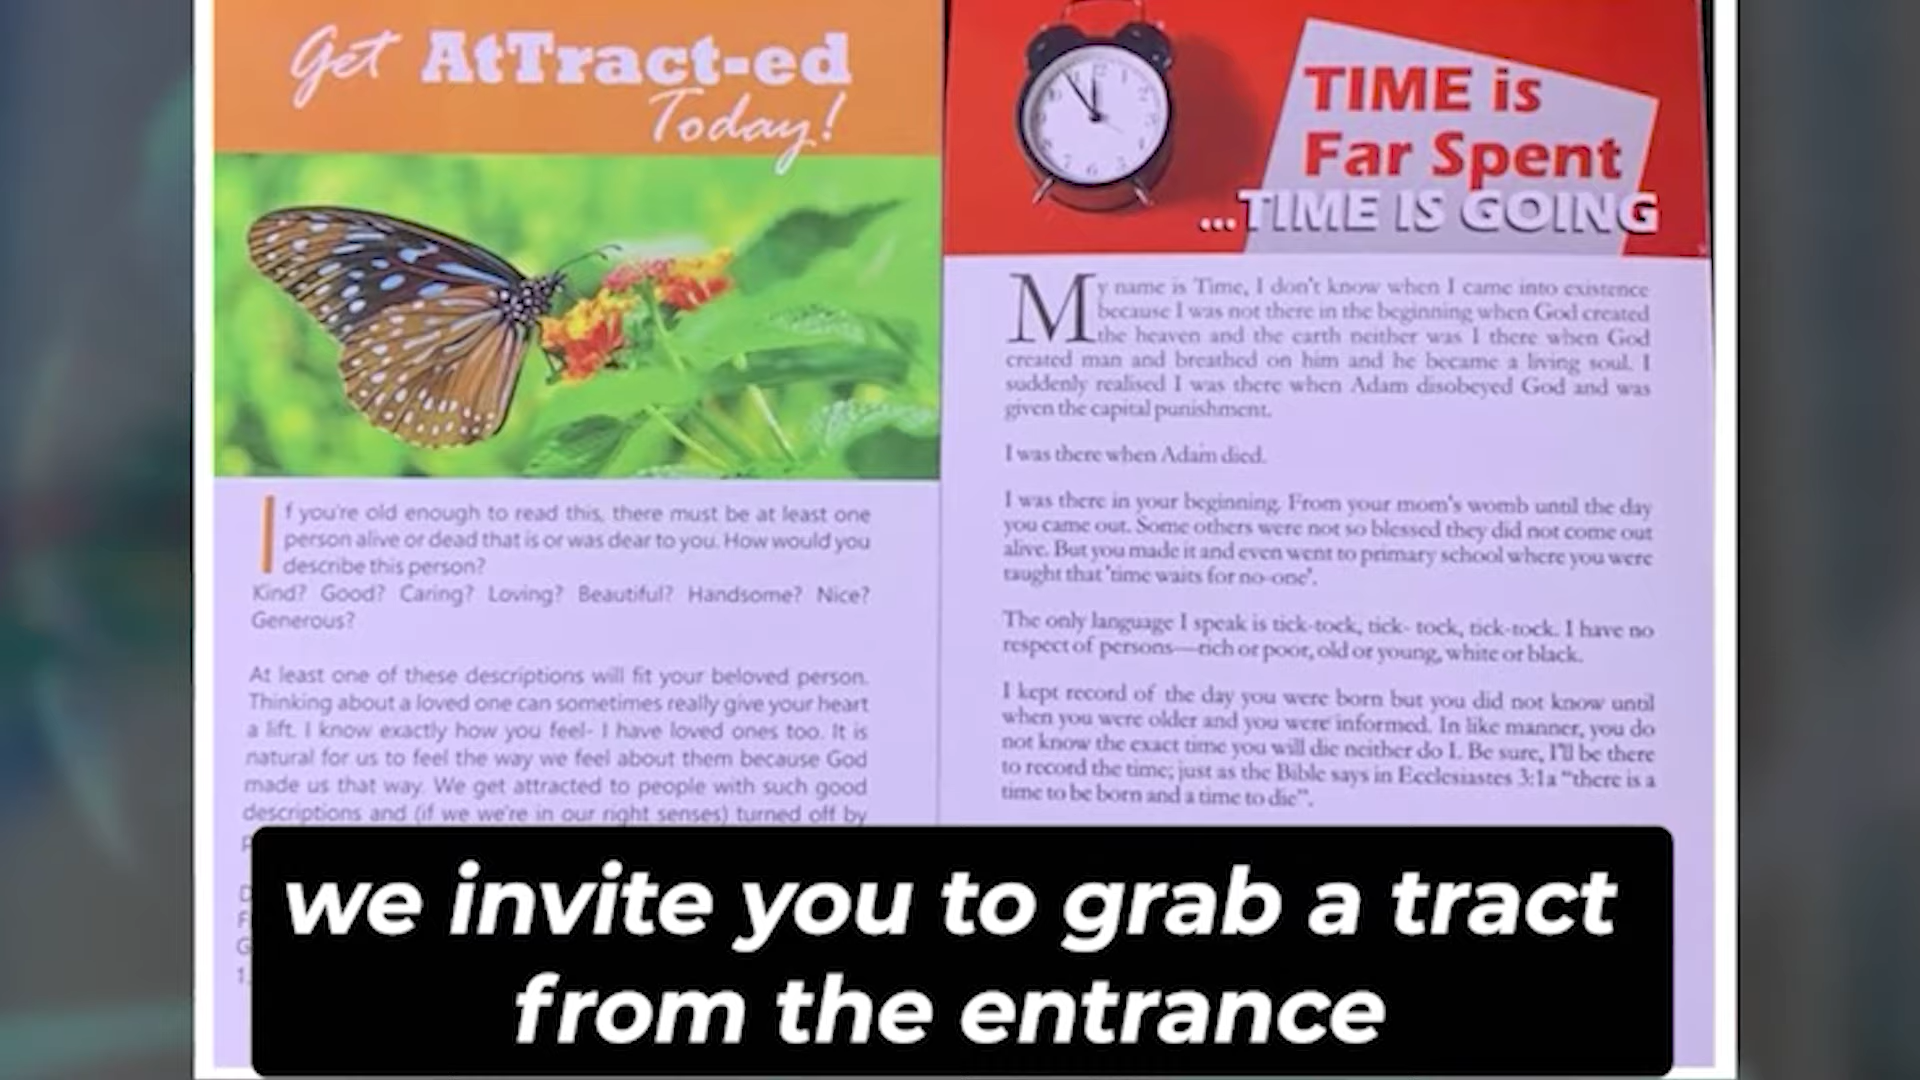 Get AtTract-ed
Today!
If you're old enough to read this, there must be at least one
person alive or dead that is or was dear to you. How would you
describe this person?
Kind? Good? Caring? Loving? Beautiful? Handsome? Nice?
Generous?
At least one of these descriptions will fit your beloved person.
Thinking about a loved one can sometimes really give your heart
a lift. I know exactly how you feel- I have loved ones too. It is
natural for us to feel the way we feel about them because God
made us that way. We get attracted to people with such good
descriptions and (if we we're in our right senses) turned off by
TIME is
Far Spent
...TIME IS GOING
My name is Time, I don't know when I came into existence
because I was not there in the beginning when God created
the heaven and the earth neither was I there when God
created man and breathed on him and he became a living soul. I
suddenly realised I was there when Adam disobeyed God and was
given the capital punishment.
I was there when Adam died.
I was there in your beginning. From your mom's womb until the day
you came out. Some others were not so blessed they did not come out
alive. But you made it and even went to primary school where you were
taught that 'time waits for no-one'.
The only language I speak is tick-tock, tick- tock, tick-tock. I have no
respect of persons—rich or poor, old or young, white or black.
I kept record of the day you were born but you did not know until
when you were older and you were informed. In like manner, you do
not know the exact time you will die neither do I. Be sure, I'll be there
to record the time; just as the Bible says in Ecclesiastes 3:1a "there is a
time to be born and a time to die".
we invite you to grab a tract
from the entrance